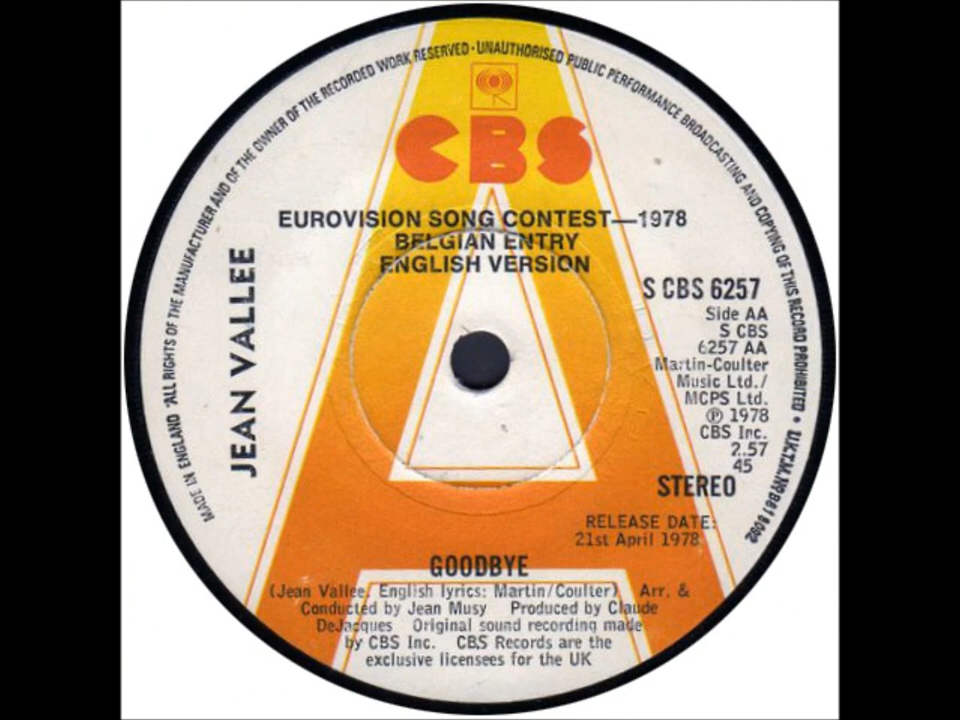 MADE IN ENGLAND "ALL RIGHTS OF THE MANUFACTURER AND OF THE OWNER OF THE RECORDED WORK RESERVED · UNAUTHORISED PUBLIC PERFORMANCE BROADCASTING AND COPYING OF THIS RECORD PROHIBITED • U.K.T.M. Nº B818092
CBS
EUROVISION SONG CONTEST—1978
BELGIAN ENTRY
ENGLISH VERSION
JEAN VALLEE
S CBS 6257
Side AA
S CBS
6257 AA
Martin-Coulter
Music Ltd./
MCPS Ltd.
℗ 1978
CBS Inc.
2.57
45
STEREO
RELEASE DATE:
21st April 1978
GOODBYE
(Jean Vallee. English lyrics: Martin/Coulter) Arr. &
Conducted by Jean Musy Produced by Claude
DeJacques Original sound recording made
by CBS Inc. CBS Records are the
exclusive licensees for the UK